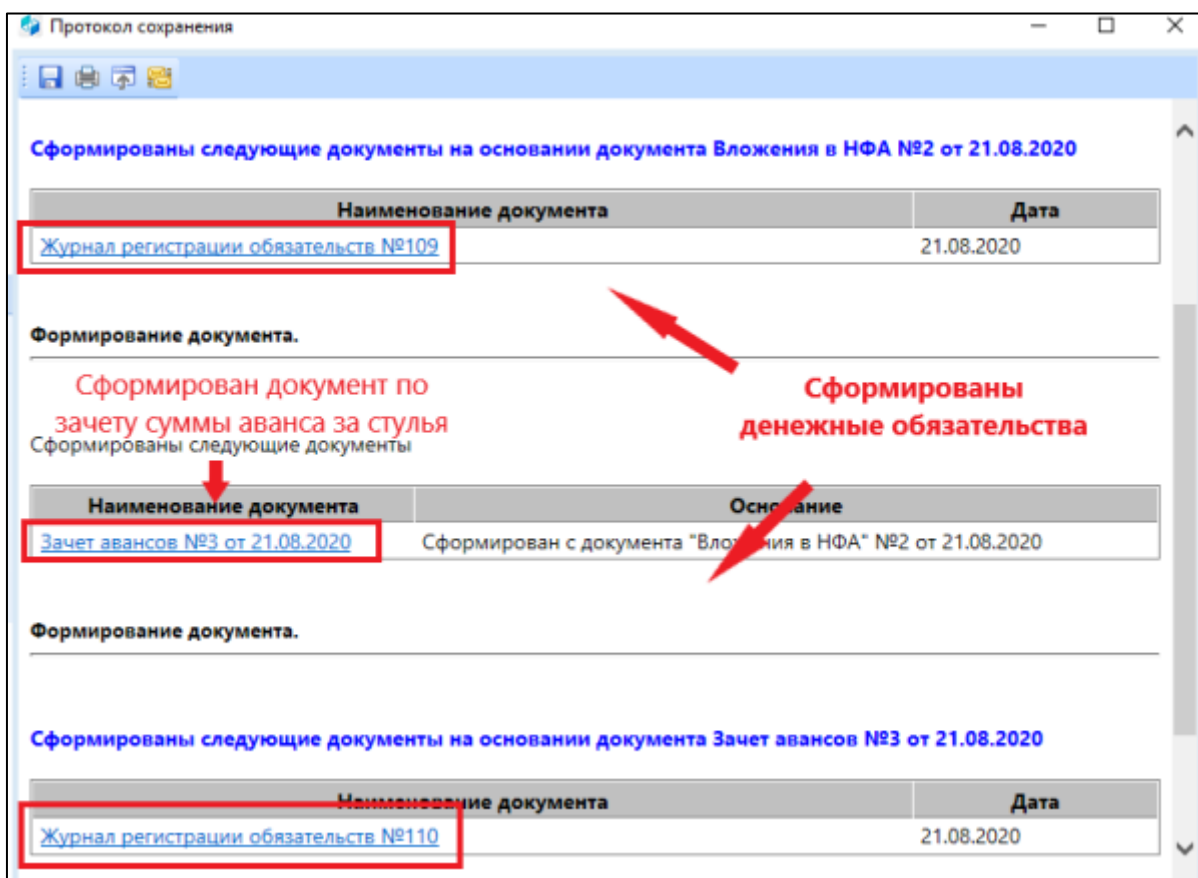 Протокол сохранения
Сформированы следующие документы на основании документа Вложения в НФА №2 от 21.08.2020
Наименование документа Дата
Журнал регистрации обязательств №109 21.08.2020
Формирование документа.
Сформирован документ по
зачету суммы аванса за стулья
Сформированы
денежные обязательства
Сформированы следующие документы
Наименование документа Основание
Зачет авансов №3 от 21.08.2020 Сформирован с документа "Вложения в НФА" №2 от 21.08.2020
Формирование документа.
Сформированы следующие документы на основании документа Зачет авансов №3 от 21.08.2020
Наименование документа Дата
Журнал регистрации обязательств №110 21.08.2020